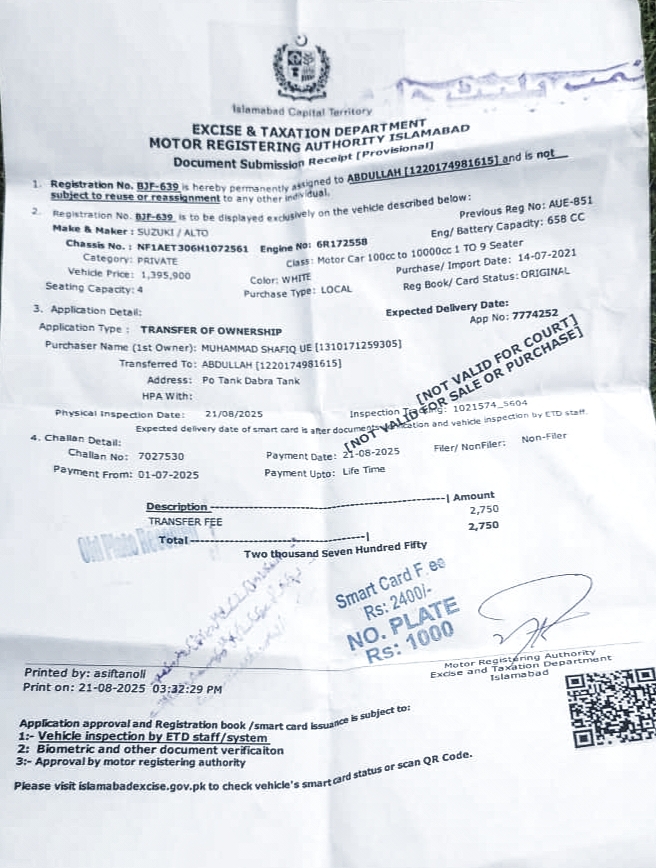 Islamabad Capital Territory
EXCISE & TAXATION DEPARTMENT
MOTOR REGISTERING AUTHORITY ISLAMABAD
Document Submission Receipt [Provisional]
1. Registration No. BJF-639 is hereby permanently assigned to ABDULLAH [1220174981615] and is not
subject to reuse or reassignment to any other individual.
2. Registration No. BJF-639 is to be displayed exclusively on the vehicle described below:
Make & Maker : SUZUKI / ALTO Previous Reg No: AUE-851
Chassis No. : NF1AET306H1072561 Engine No: 6R172558 Eng/ Battery Capacity: 658 CC
Category: PRIVATE Class: Motor Car 100cc to 10000cc 1 TO 9 Seater
Vehicle Price: 1,395,900 Color: WHITE Purchase/ Import Date: 14-07-2021
Seating Capacity: 4 Purchase Type: LOCAL Reg Book/ Card Status: ORIGINAL
3. Application Detail: Expected Delivery Date:
Application Type : TRANSFER OF OWNERSHIP App No: 7774252
Purchaser Name (1st Owner): MUHAMMAD SHAFIQ UE [1310171259305]
Transferred To: ABDULLAH [1220174981615]
Address: Po Tank Dabra Tank
HPA With:
[NOT VALID FOR COURT]
[NOT VALID FOR SALE OR PURCHASE]
Physical Inspection Date: 21/08/2025 Inspection 1021574_5604
Expected delivery date of smart card is after and vehicle inspection by ETD staff.
4. Challan Detail:
Challan No: 7027530 Payment Date: 21-08-2025 Filer/ NonFiler: Non-Filer
Payment From: 01-07-2025 Payment Upto: Life Time
Description ----------------------------------------| Amount
TRANSFER FEE 2,750
Total ------------------------------| 2,750
Two thousand Seven Hundred Fifty
Old Plate
Smart Card Fee
Rs: 2400/-
NO. PLATE
Rs: 1000
Motor Registering Authority
Excise and Taxation Department
Islamabad
Printed by: asiftanoli
Print on: 21-08-2025 03:32:29 PM
Application approval and Registration book /smart card issuance is subject to:
1:- Vehicle inspection by ETD staff/system
2: Biometric and other document verificaiton
3:- Approval by motor registering authority
Please visit islamabadexcise.gov.pk to check vehicle's smart card status or scan QR Code.